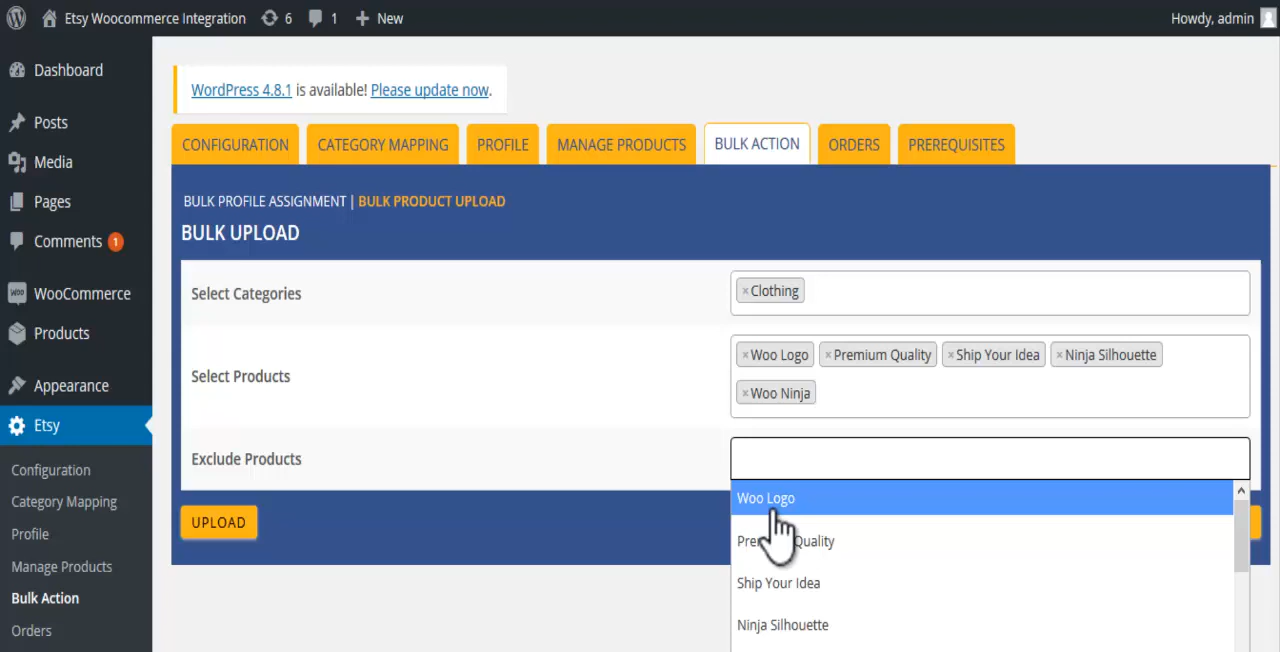 Etsy Woocommerce Integration 6 1 New Howdy, admin
Dashboard
Posts
Media
Pages
Comments 1
WooCommerce
Products
Appearance
Etsy
Configuration
Category Mapping
Profile
Manage Products
Bulk Action
Orders
WordPress 4.8.1 is available! Please update now.
CONFIGURATION CATEGORY MAPPING PROFILE MANAGE PRODUCTS BULK ACTION ORDERS PREREQUISITES
BULK PROFILE ASSIGNMENT | BULK PRODUCT UPLOAD
BULK UPLOAD
Select Categories ×Clothing
Select Products ×Woo Logo ×Premium Quality ×Ship Your Idea ×Ninja Silhouette
×Woo Ninja
Exclude Products
Woo Logo
Quality
Ship Your Idea
Ninja Silhouette
UPLOAD